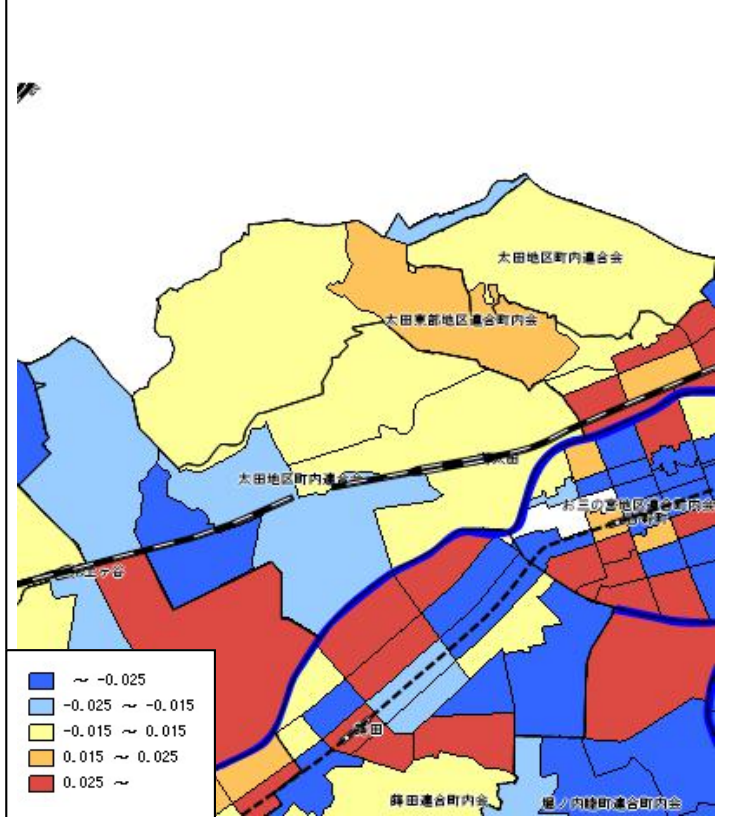 太田地区町内連合会
太田東部地区連合町内会
太田地区町内連合会
お三の宮地区連合町内会
蒔田
蒔田連合町内会
堀ノ内睦町連合町内会
～ -0.025
-0.025 ～ -0.015
-0.015 ～ 0.015
0.015 ～ 0.025
0.025 ～